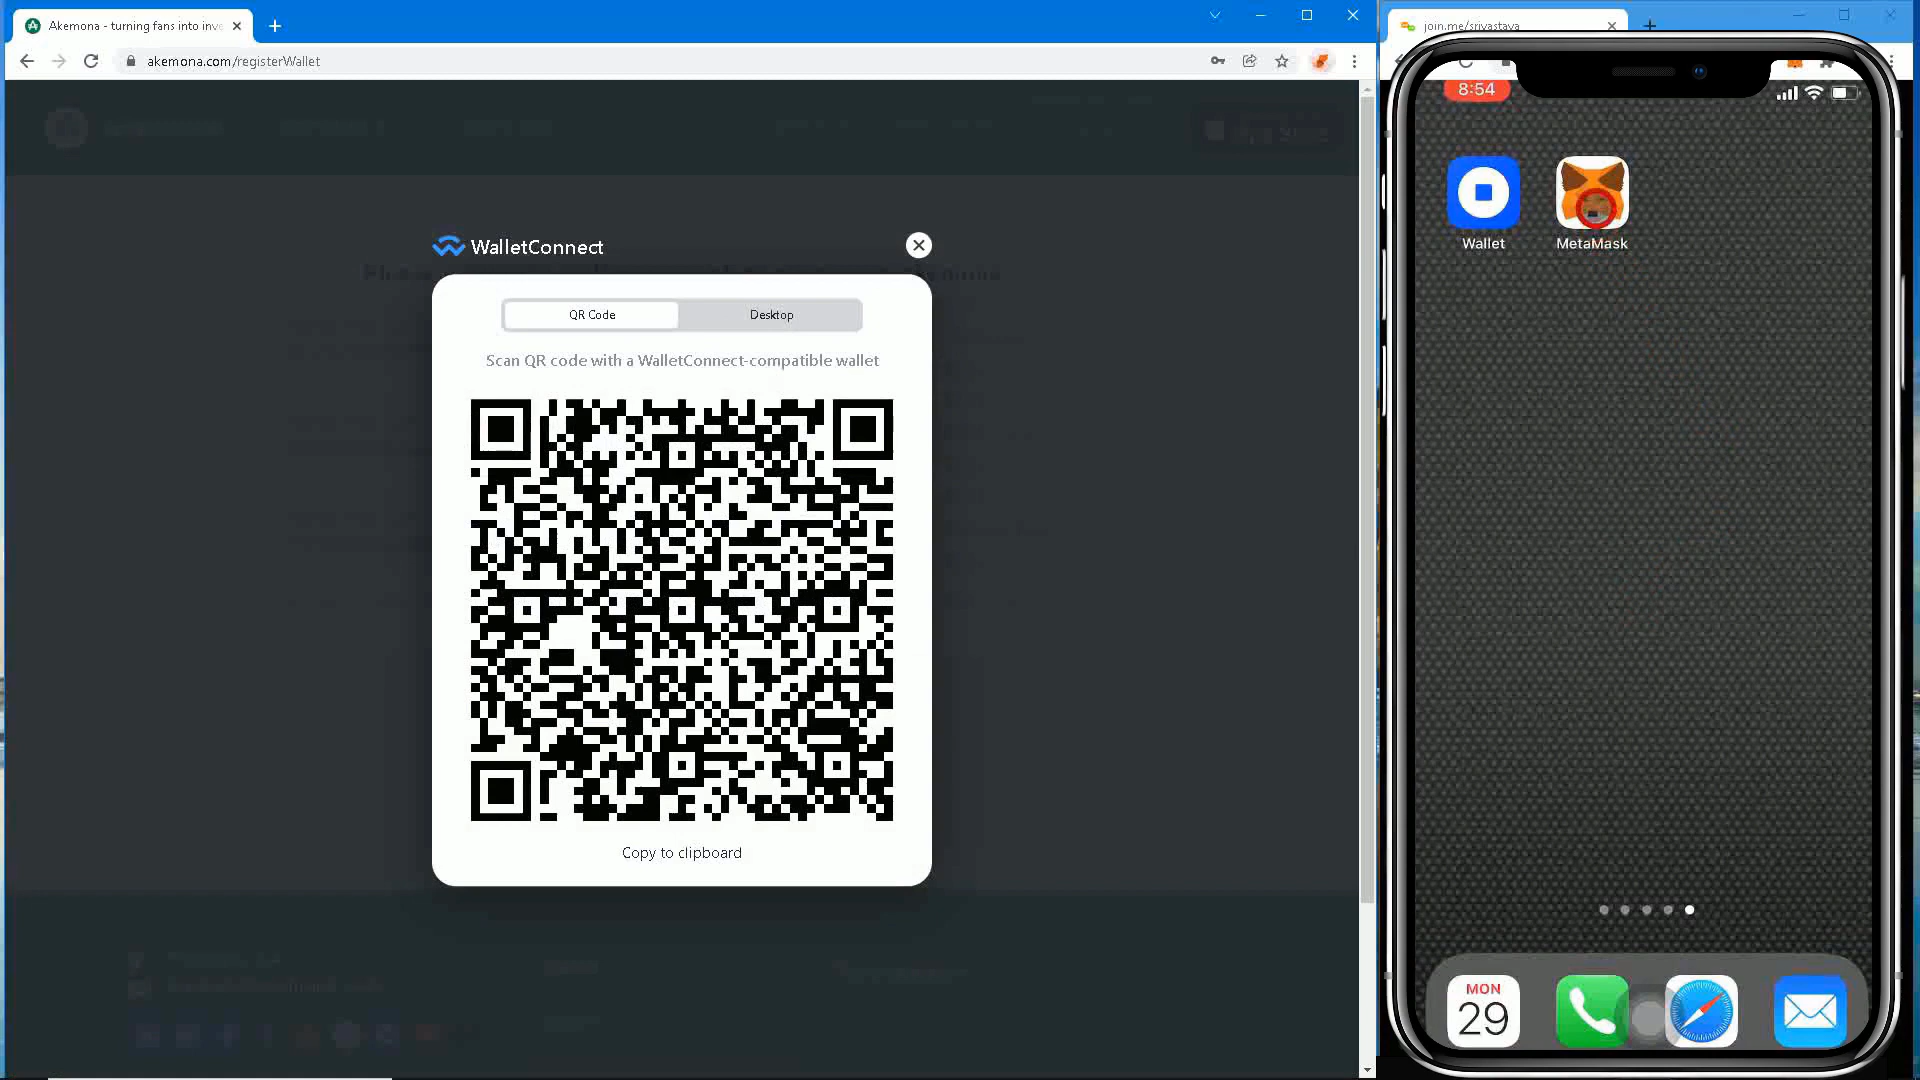 Akemona - turning fans into inve
akemona.com/registerWallet
WalletConnect
QR Code
Desktop
Scan QR code with a WalletConnect-compatible wallet
Copy to clipboard
join.me/srivastava
8:54
Wallet
MetaMask
MON
29